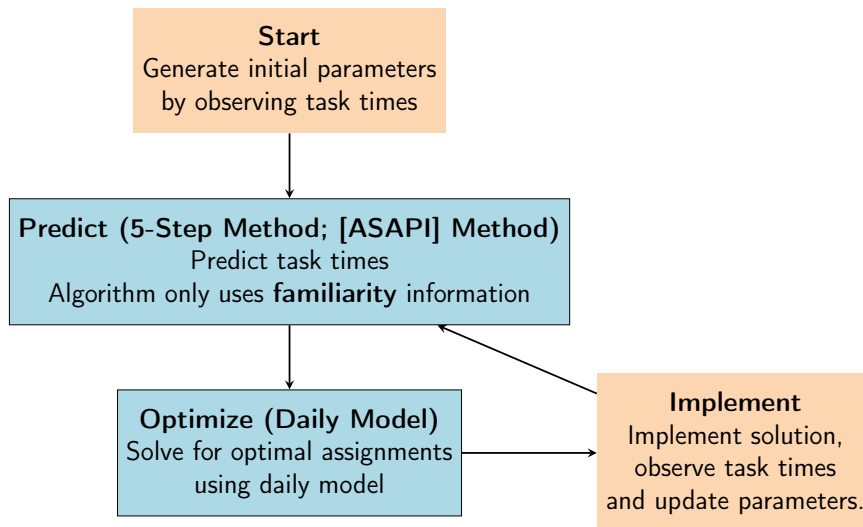 Start
Generate initial parameters
by observing task times
Predict (5-Step Method; [ASAPI] Method)
Predict task times
Algorithm only uses familiarity information
Optimize (Daily Model)
Solve for optimal assignments
using daily model
Implement
Implement solution,
observe task times
and update parameters.